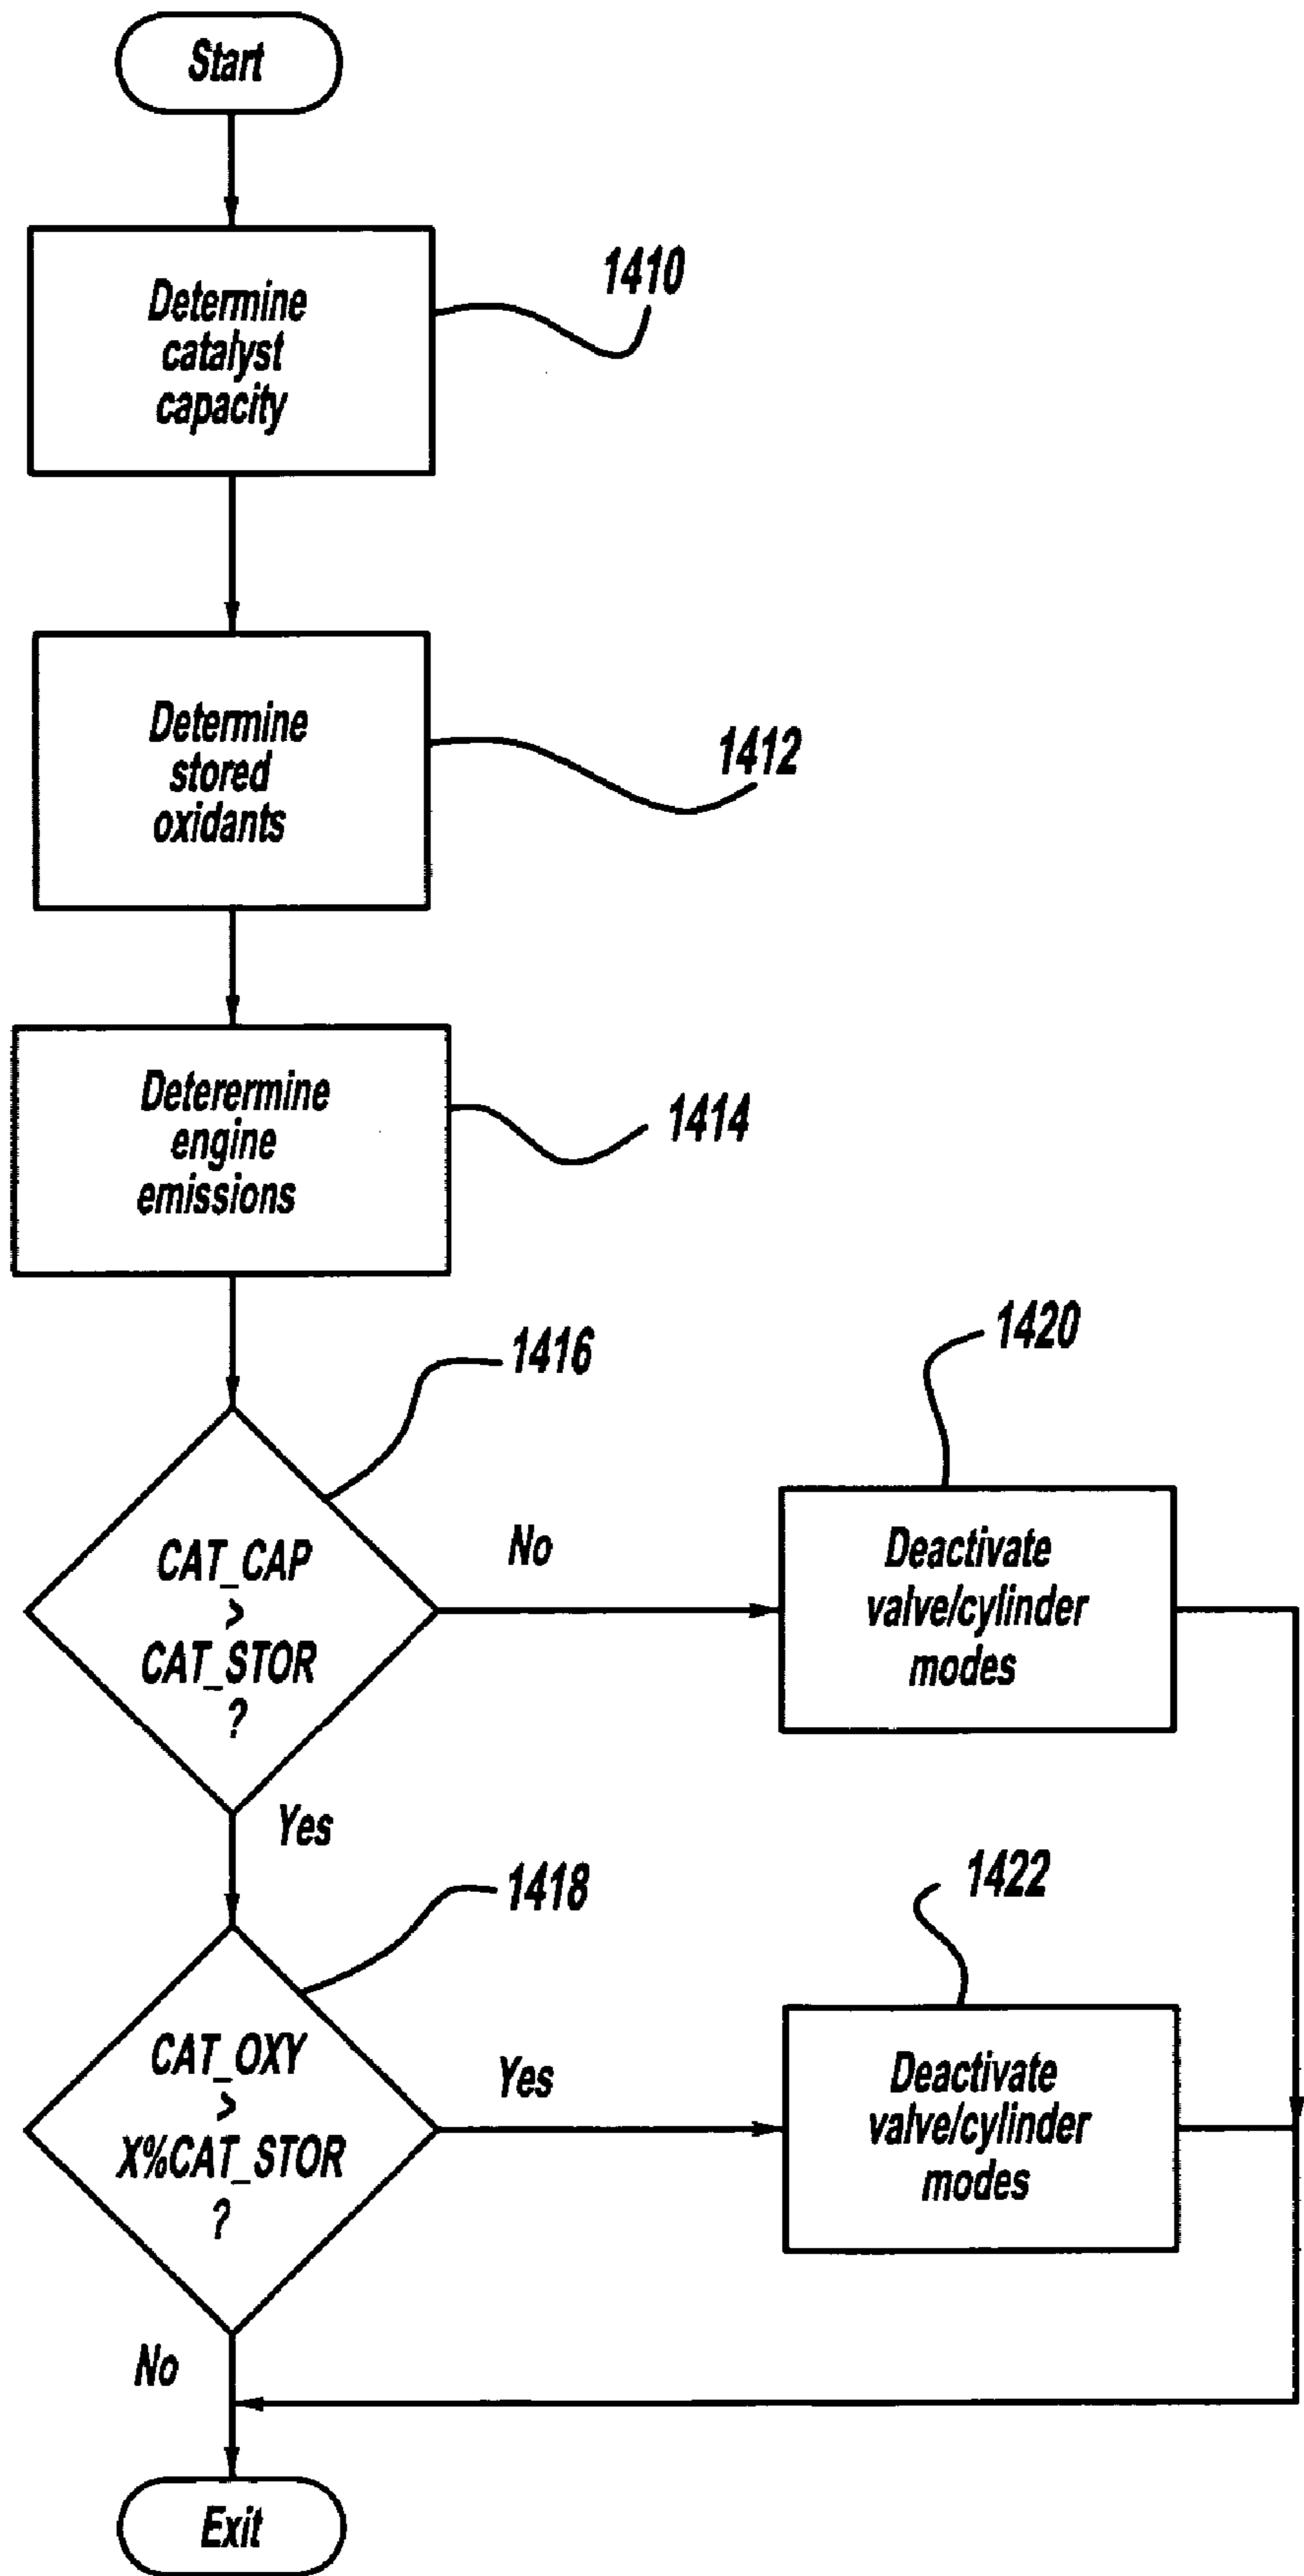 Start
Determine
catalyst
capacity
1410
Determine
stored
oxidants
1412
Deterermine
engine
emissions
1414
1416
CAT_CAP
>
CAT_STOR
?
No
Yes
1420
Deactivate
valve/cylinder
modes
1418
CAT_OXY
>
X%CAT_STOR
?
Yes
No
1422
Deactivate
valve/cylinder
modes
Exit